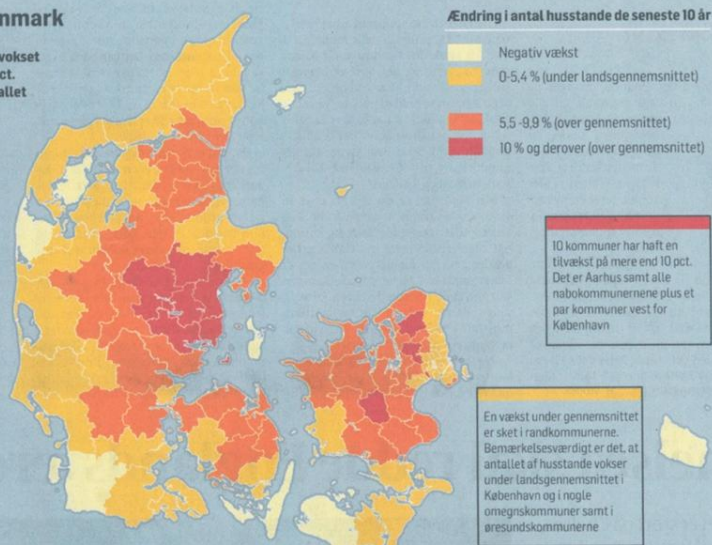 nmark
vokset
ct.
allet
Ændring i antal husstande de seneste 10 år
Negativ vækst
0-5,4 % (under landsgennemsnittet)
5,5 -9,9 % (over gennemsnittet)
10 % og derover (over gennemsnittet)
10 kommuner har haft en
tilvækst på mere end 10 pct.
Det er Aarhus samt alle
nabokommunernene plus et
par kommuner vest for
København
En vækst under gennemsnittet
er sket i randkommunerne.
Bemærkelsesværdigt er det, at
antallet af husstande vokser
under landsgennemsnittet i
København og i nogle
omegnskommuner samt i
øresundskommunerne